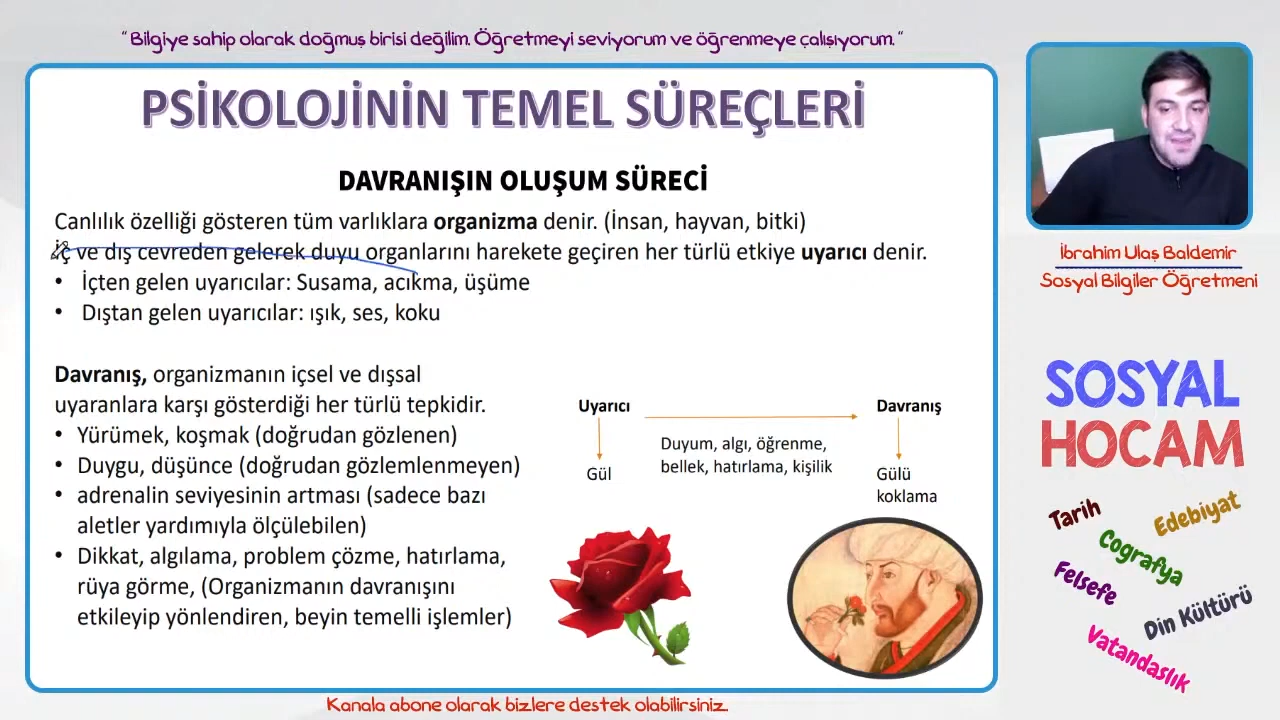 “ Bilgiye sahip olarak doğmuş birisi değilim. Öğretmeyi seviyorum ve öğrenmeye çalışıyorum. “
PSİKOLOJİNİN TEMEL SÜREÇLERİ
DAVRANIŞIN OLUŞUM SÜRECİ
Canlılık özelliği gösteren tüm varlıklara organizma denir. (İnsan, hayvan, bitki)
İç ve dış cevreden gelerek duyu organlarını harekete geçiren her türlü etkiye uyarıcı denir.
• İçten gelen uyarıcılar: Susama, acıkma, üşüme
• Dıştan gelen uyarıcılar: ışık, ses, koku
Davranış, organizmanın içsel ve dışsal
uyaranlara karşı gösterdiği her türlü tepkidir.
• Yürümek, koşmak (doğrudan gözlenen)
• Duygu, düşünce (doğrudan gözlemlenmeyen)
• adrenalin seviyesinin artması (sadece bazı
aletler yardımıyla ölçülebilen)
• Dikkat, algılama, problem çözme, hatırlama,
rüya görme, (Organizmanın davranışını
etkileyip yönlendiren, beyin temelli işlemler)
Uyarıcı
Davranış
Duyum, algı, öğrenme,
bellek, hatırlama, kişilik
Gül
Gülü
koklama
İbrahim Ulaş Baldemir
Sosyal Bilgiler Öğretmeni
SOSYAL
HOCAM
Tarih
Edebiyat
Coğrafya
Felsefe
Din Kültürü
Vatandaslık
Kanala abone olarak bizlere destek olabilirsiniz.